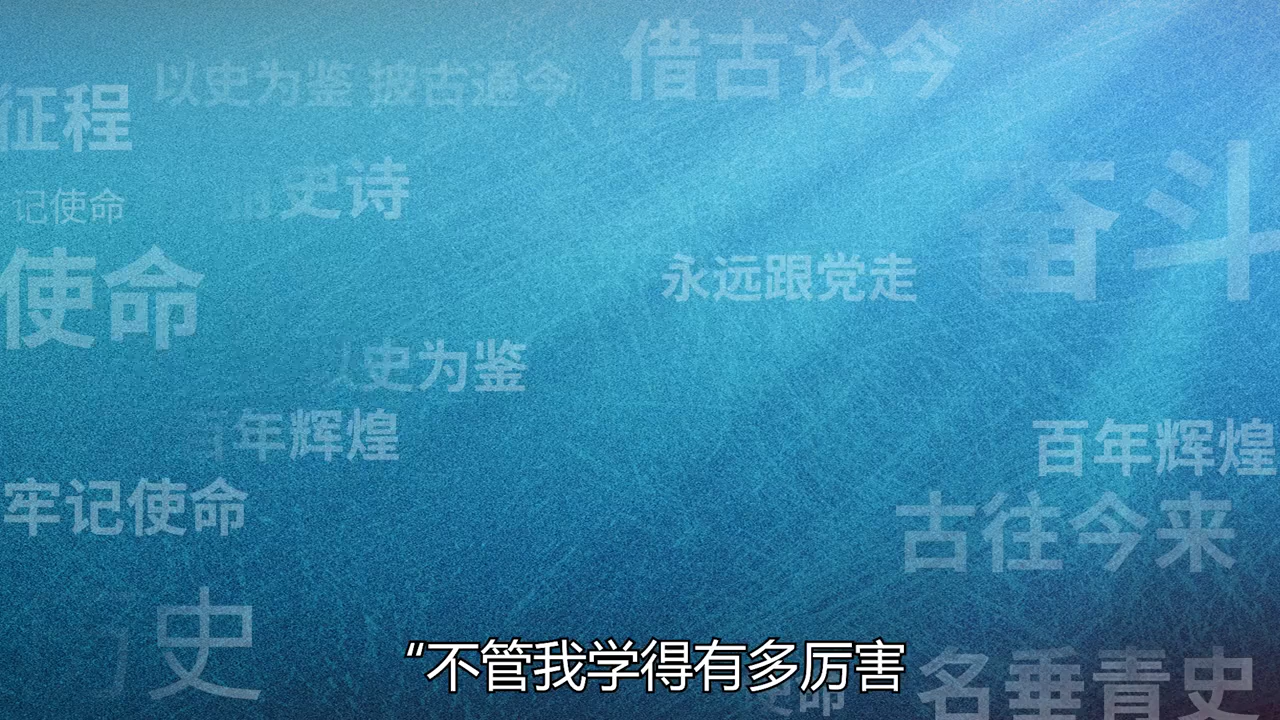 借古论今
以史为鉴 披古通今
征程
史诗
奋斗
记使命
使命
永远跟党走
以史为鉴
百年辉煌
年辉煌
牢记使命
古往今来
史
“不管我学得有多厉害
名垂青史
使命